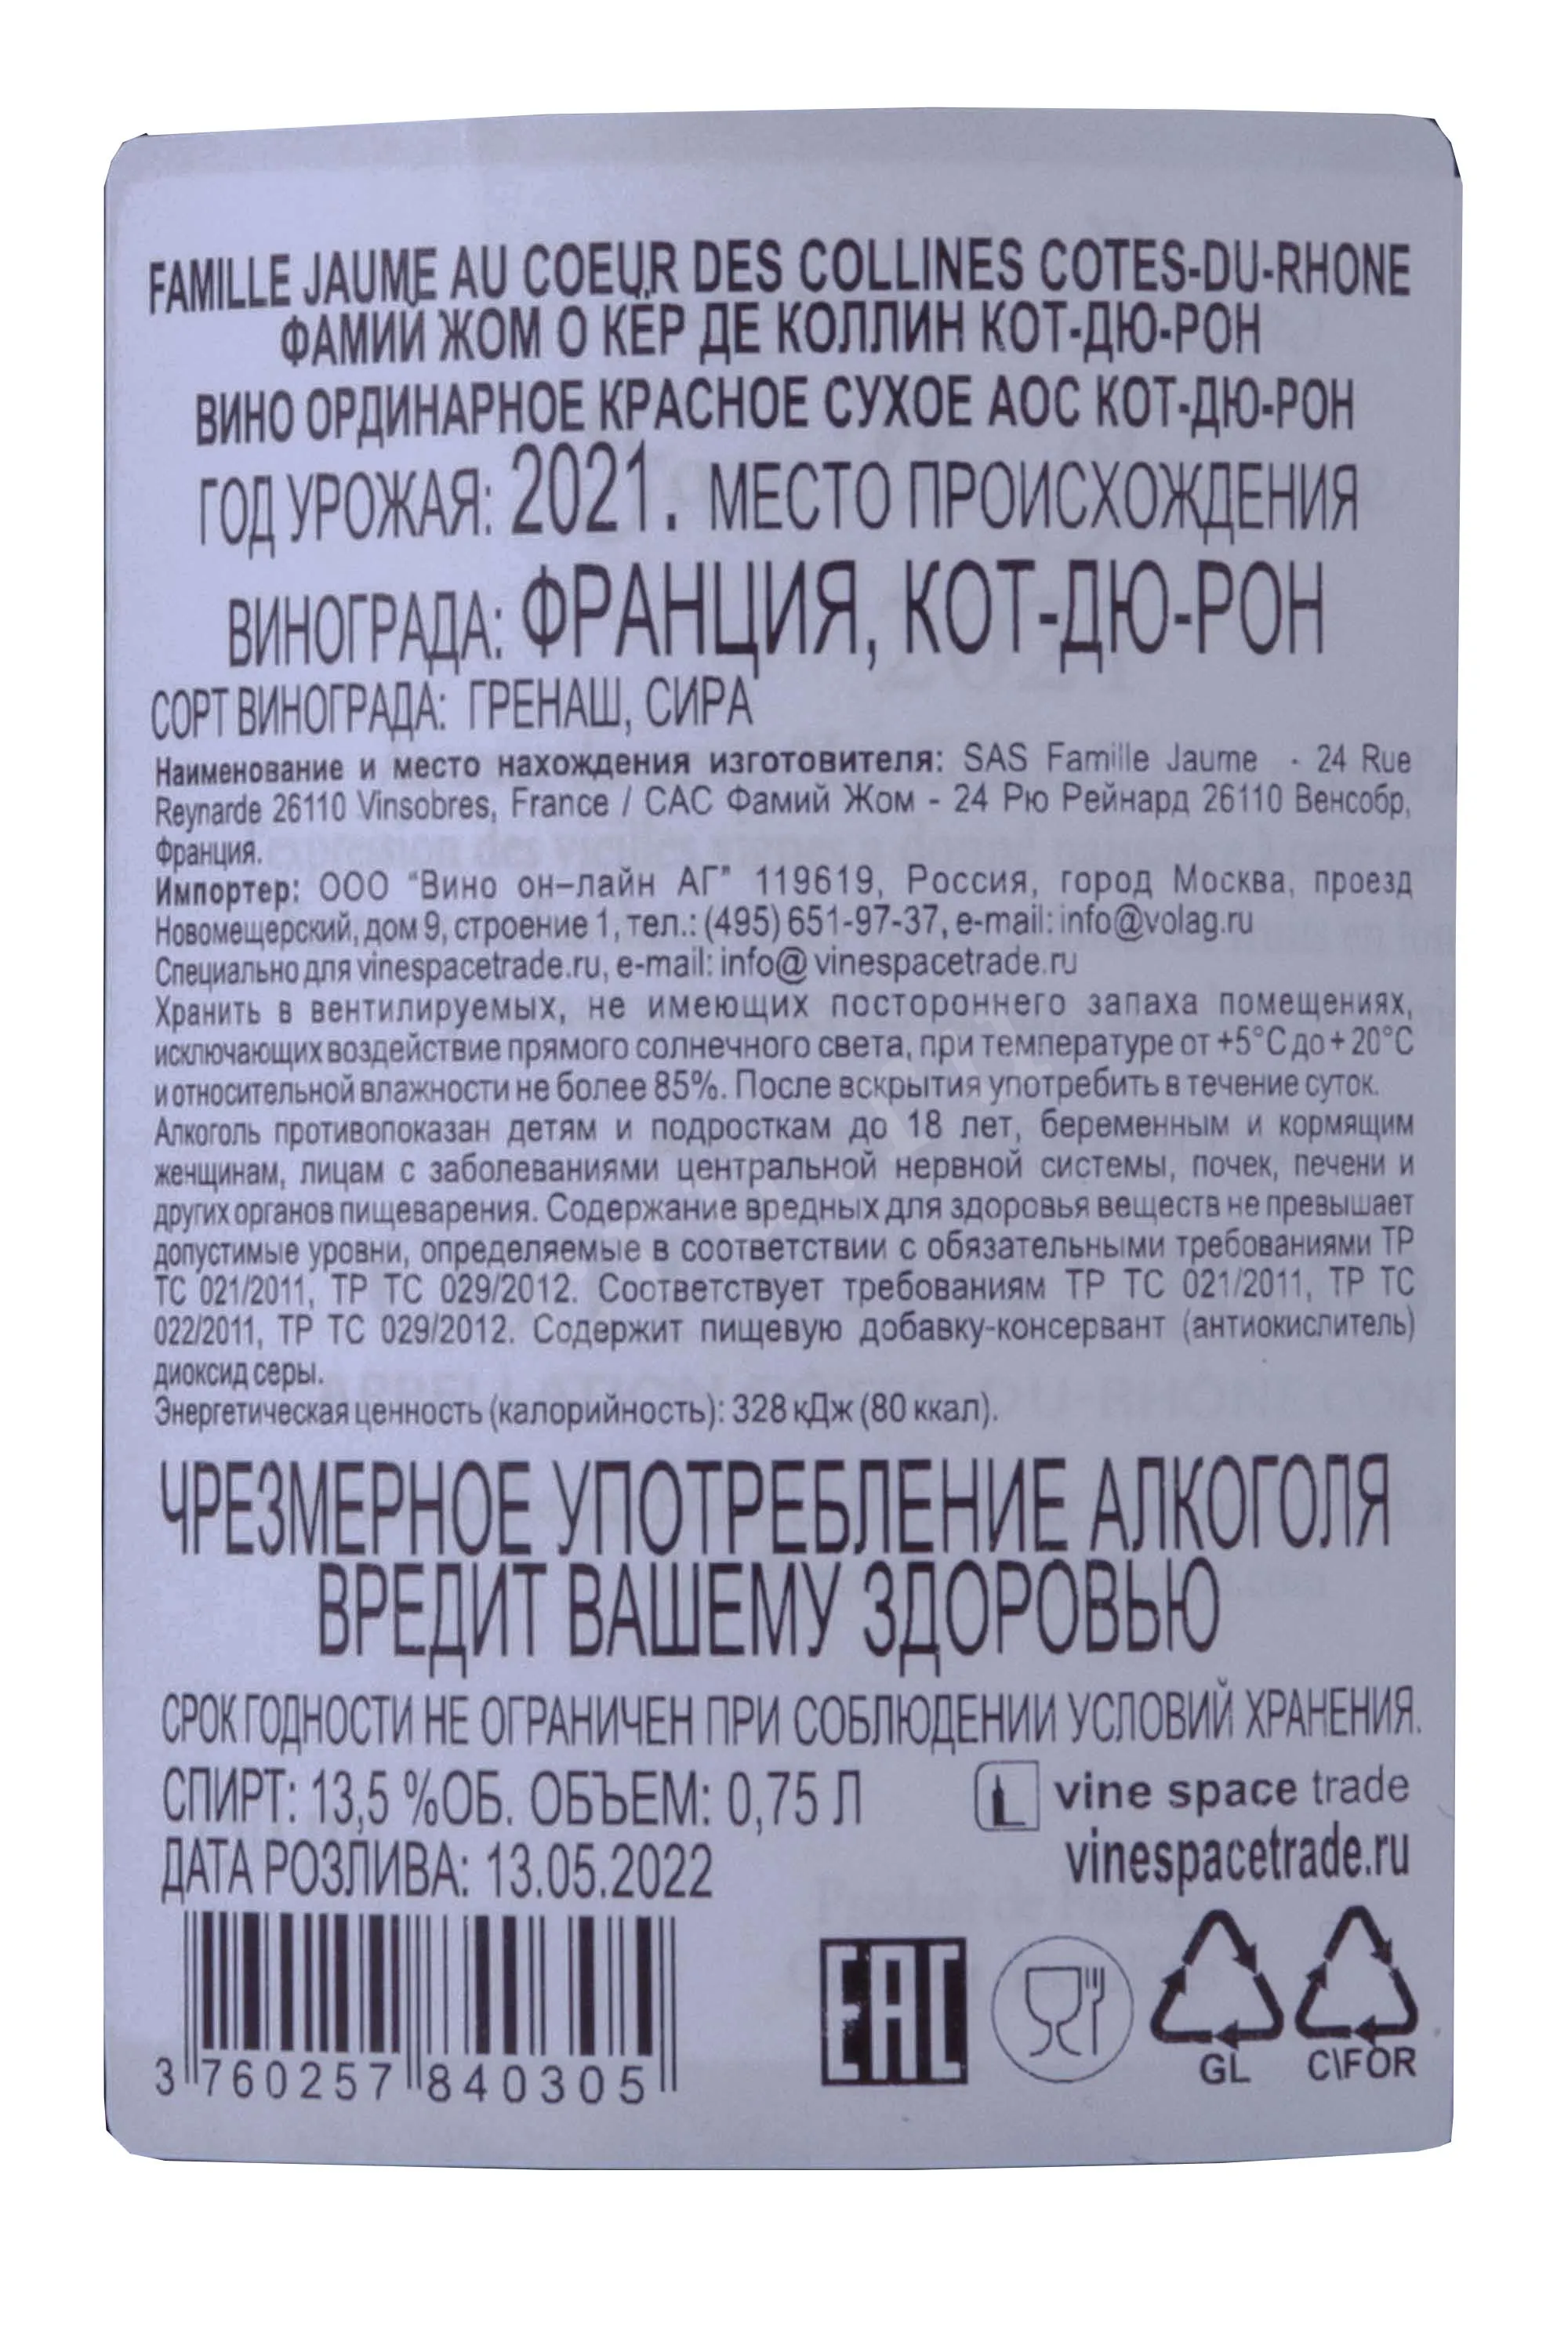 FAMILLE JAUME AU COEUR DES COLLINES COTES-DU-RHONE
ФАМИЙ ЖОМ О КЁР ДЕ КОЛЛИН КОТ-ДЮ-РОН
ВИНО ОРДИНАРНОЕ КРАСНОЕ СУХОЕ АОС КОТ-ДЮ-РОН
ГОД УРОЖАЯ: 2021. МЕСТО ПРОИСХОЖДЕНИЯ
ВИНОГРАДА: ФРАНЦИЯ, КОТ-ДЮ-РОН
СОРТ ВИНОГРАДА: ГРЕНАШ, СИРА
Наименование и место нахождения изготовителя: SAS Famille Jaume - 24 Rue
Reynarde 26110 Vinsobres, France / САС Фамий Жом - 24 Рю Рейнард 26110 Венсобр,
Франция.
Импортер: ООО "Вино он-лайн АГ" 119619, Россия, город Москва, проезд
Новомещерский, дом 9, строение 1, тел.: (495) 651-97-37, e-mail: info@volag.ru
Специально для vinespacetrade.ru, e-mail: info@ vinespacetrade.ru
Хранить в вентилируемых, не имеющих постороннего запаха помещениях,
исключающих воздействие прямого солнечного света, при температуре от +5°С до + 20°С
и относительной влажности не более 85%. После вскрытия употребить в течение суток.
Алкоголь противопоказан детям и подросткам до 18 лет, беременным и кормящим
женщинам, лицам с заболеваниями центральной нервной системы, почек, печени и
других органов пищеварения. Содержание вредных для здоровья веществ не превышает
допустимые уровни, определяемые в соответствии с обязательными требованиями ТР
ТС 021/2011, ТР ТС 029/2012. Соответствует требованиям ТР ТС 021/2011, ТР ТС
022/2011, ТР ТС 029/2012. Содержит пищевую добавку-консервант (антиокислитель)
диоксид серы.
Энергетическая ценность (калорийность): 328 кДж (80 ккал).
ЧРЕЗМЕРНОЕ УПОТРЕБЛЕНИЕ АЛКОГОЛЯ
ВРЕДИТ ВАШЕМУ ЗДОРОВЬЮ
СРОК ГОДНОСТИ НЕ ОГРАНИЧЕН ПРИ СОБЛЮДЕНИИ УСЛОВИЙ ХРАНЕНИЯ.
СПИРТ: 13,5 %ОБ. ОБЪЕМ: 0,75 Л
vine space trade
ДАТА РОЗЛИВА: 13.05.2022
vinespacetrade.ru
3 760257 840305
EAC
GL
C\FOR